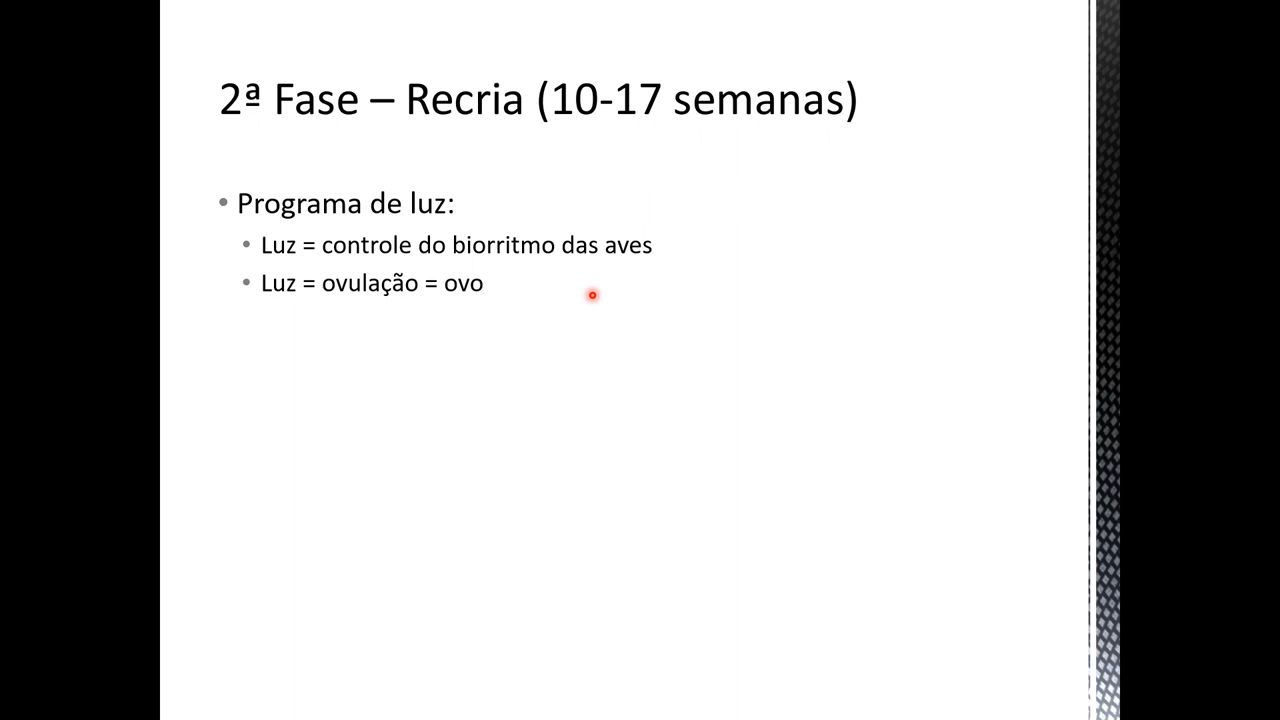 2ª Fase – Recria (10-17 semanas)
• Programa de luz:
• Luz = controle do biorritmo das aves
• Luz = ovulação = ovo